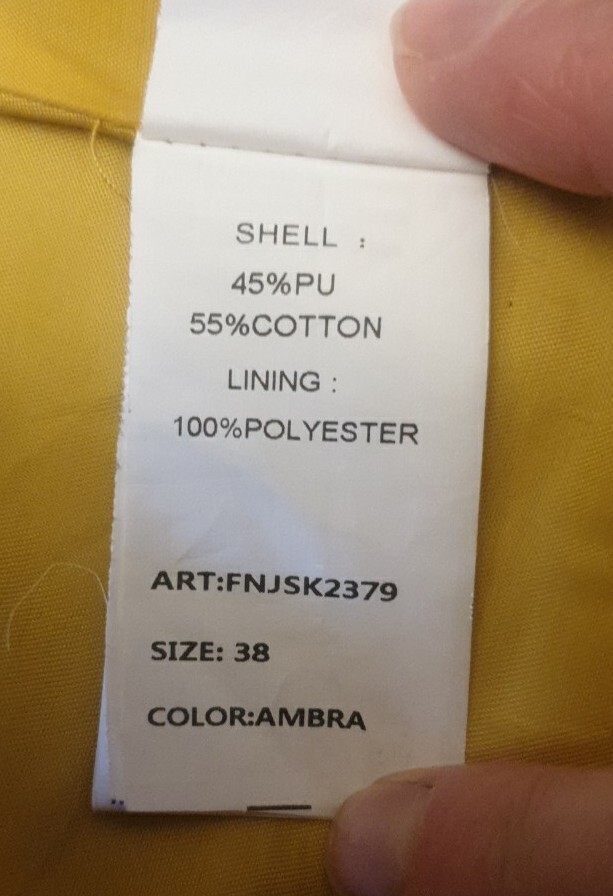 SHELL :
45%PU
55%COTTON
LINING :
100%POLYESTER
ART:FNJSK2379
SIZE: 38
COLOR:AMBRA